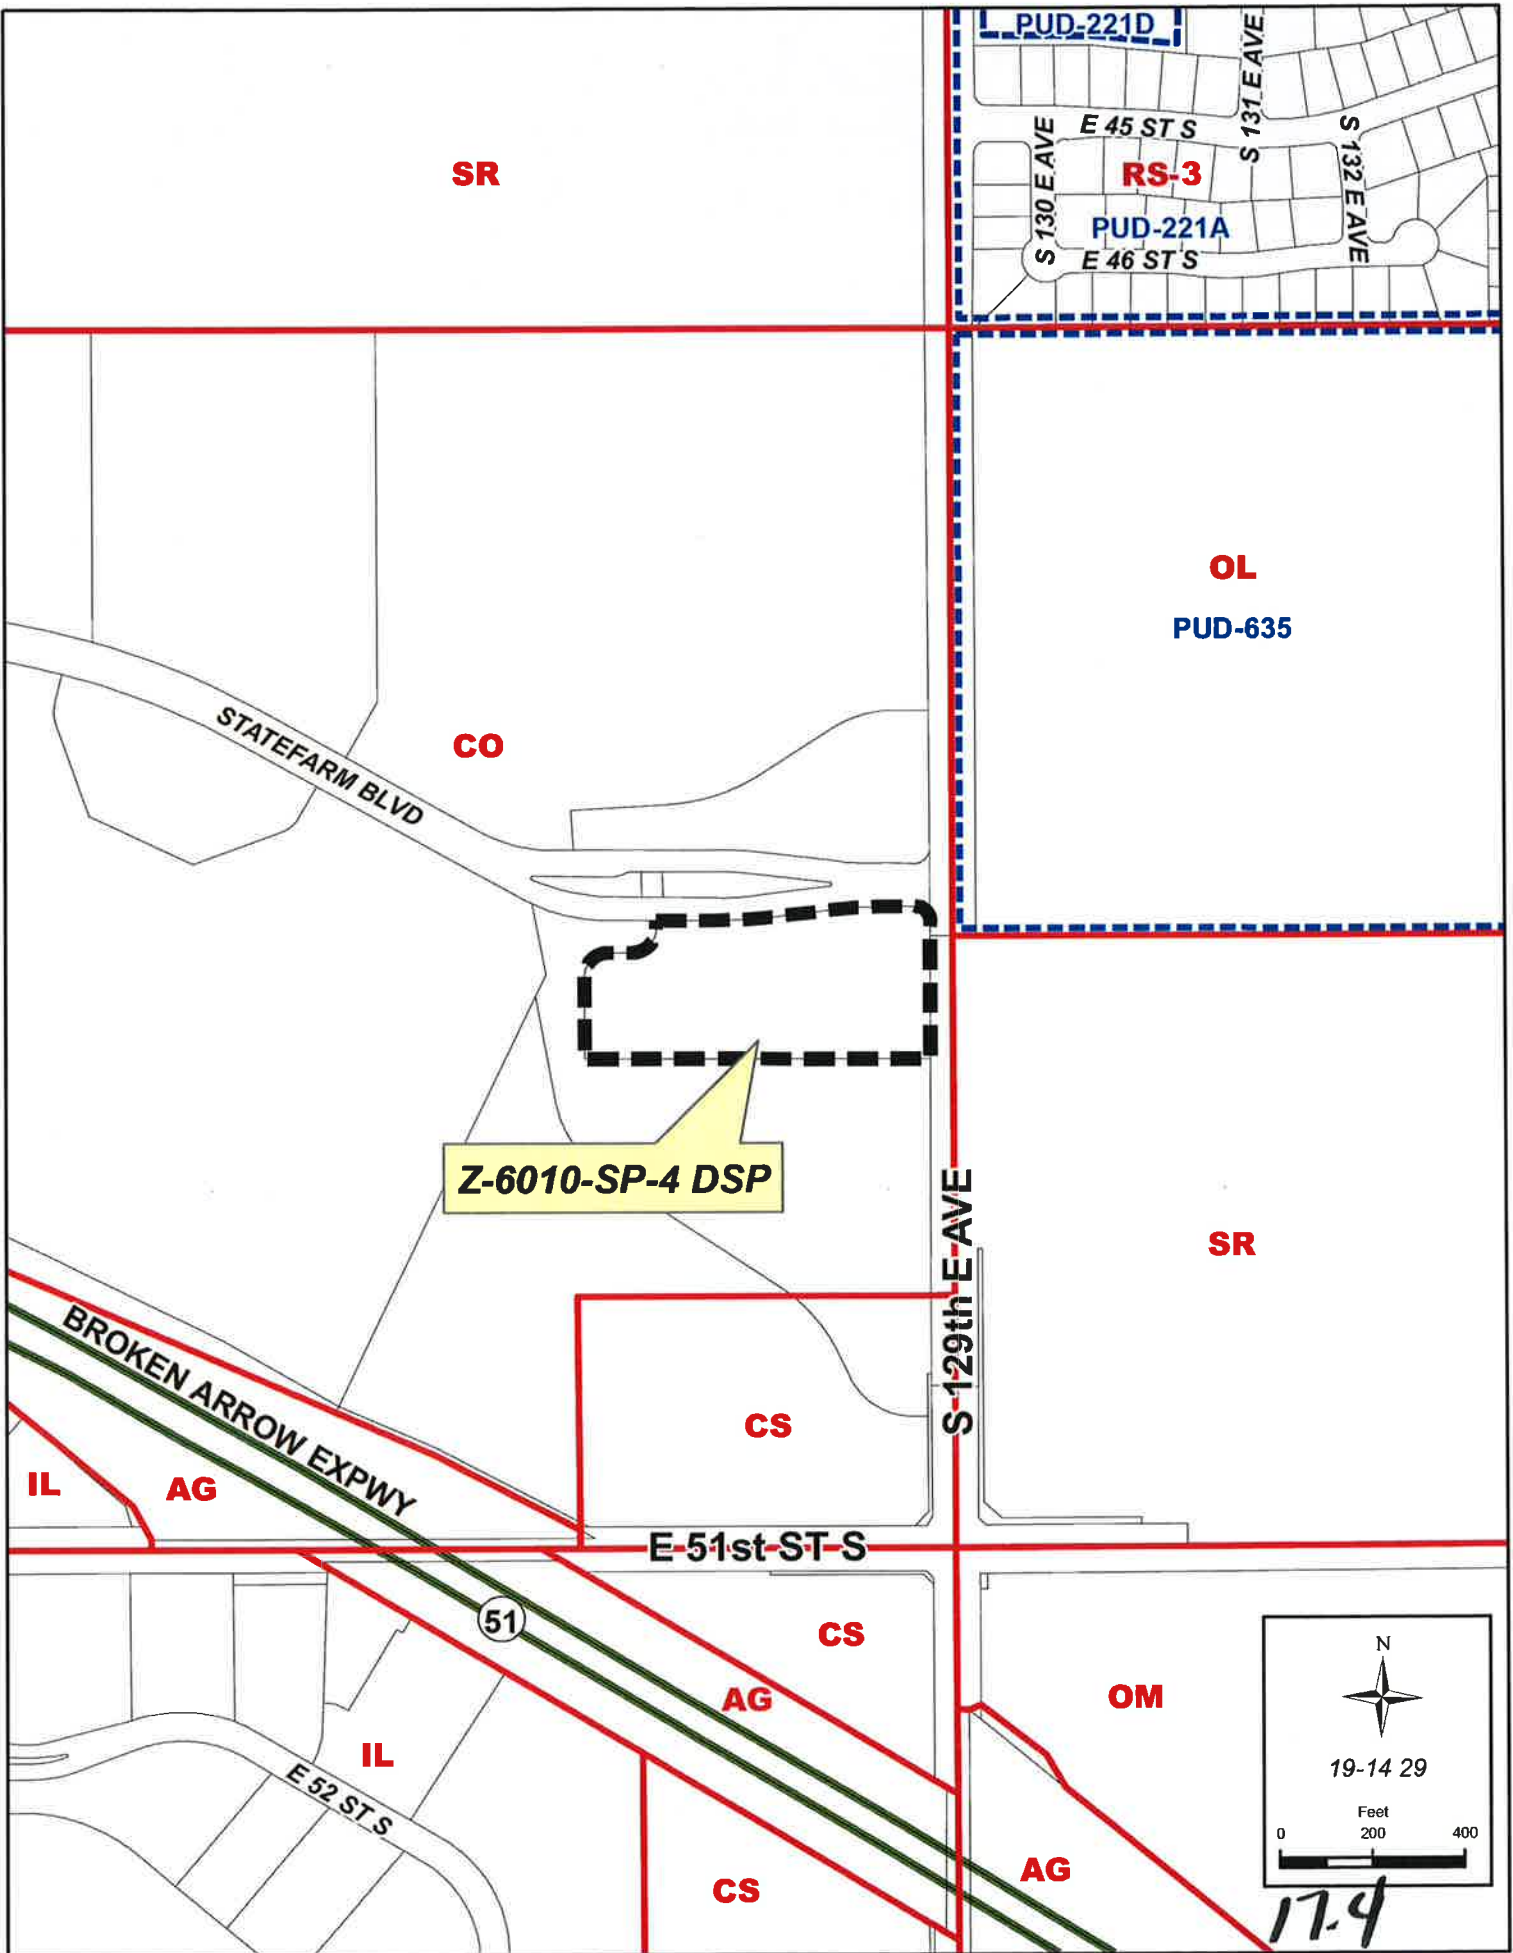 PUD-221D
S 131 E AVE
E 45 ST S
S 130 E AVE
S 132 E AVE
SR
RS-3
PUD-221A
E 46 ST S
OL
PUD-635
STATEFARM BLVD
CO
Z-6010-SP-4 DSP
S 129th E AVE
SR
BROKEN ARROW EXPWY
CS
IL
AG
E 51st ST S
51
CS
AG
OM
IL
E 52 ST S
CS
AG
N
19-14 29
Feet
0 200 400
17.4